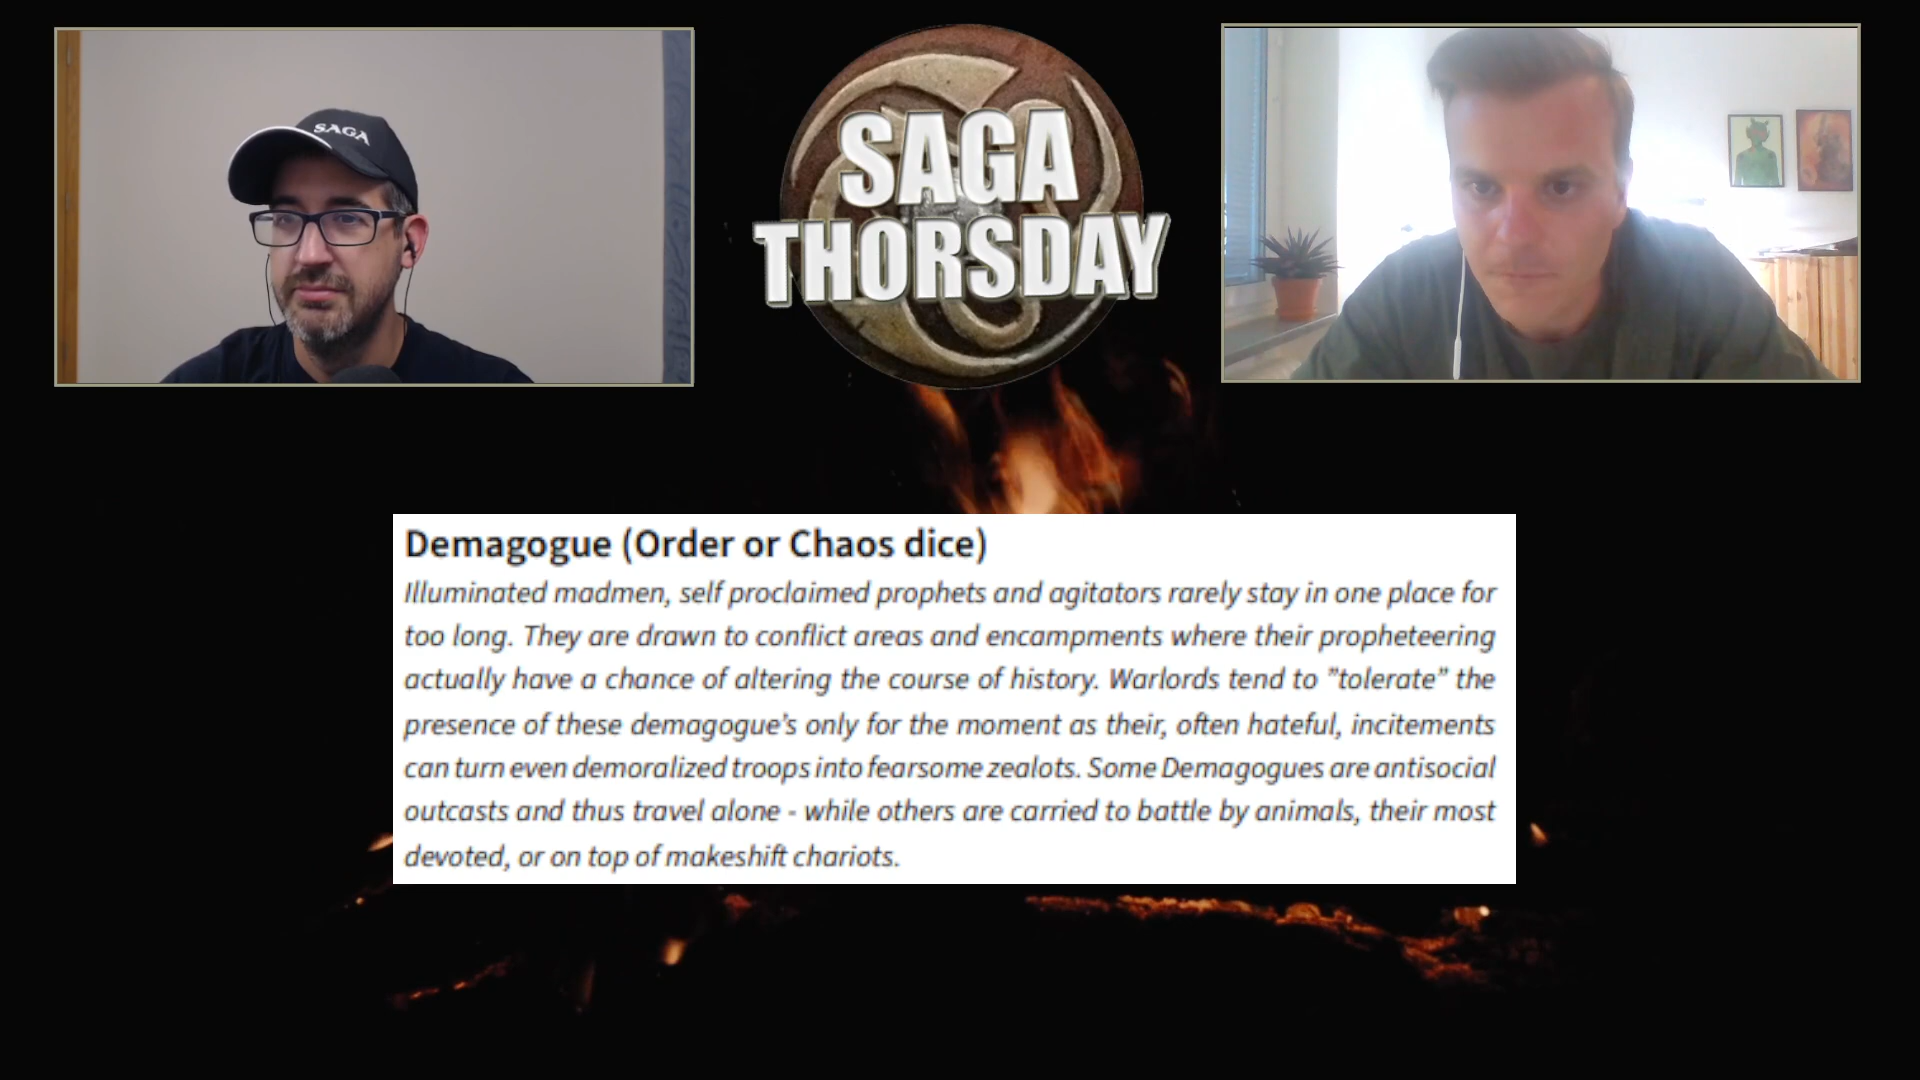 SAGA
SAGA
THORSDAY
Demagogue (Order or Chaos dice)
Illuminated madmen, self proclaimed prophets and agitators rarely stay in one place for
too long. They are drawn to conflict areas and encampments where their propheteering
actually have a chance of altering the course of history. Warlords tend to ”tolerate” the
presence of these demagogue’s only for the moment as their, often hateful, incitements
can turn even demoralized troops into fearsome zealots. Some Demagogues are antisocial
outcasts and thus travel alone - while others are carried to battle by animals, their most
devoted, or on top of makeshift chariots.